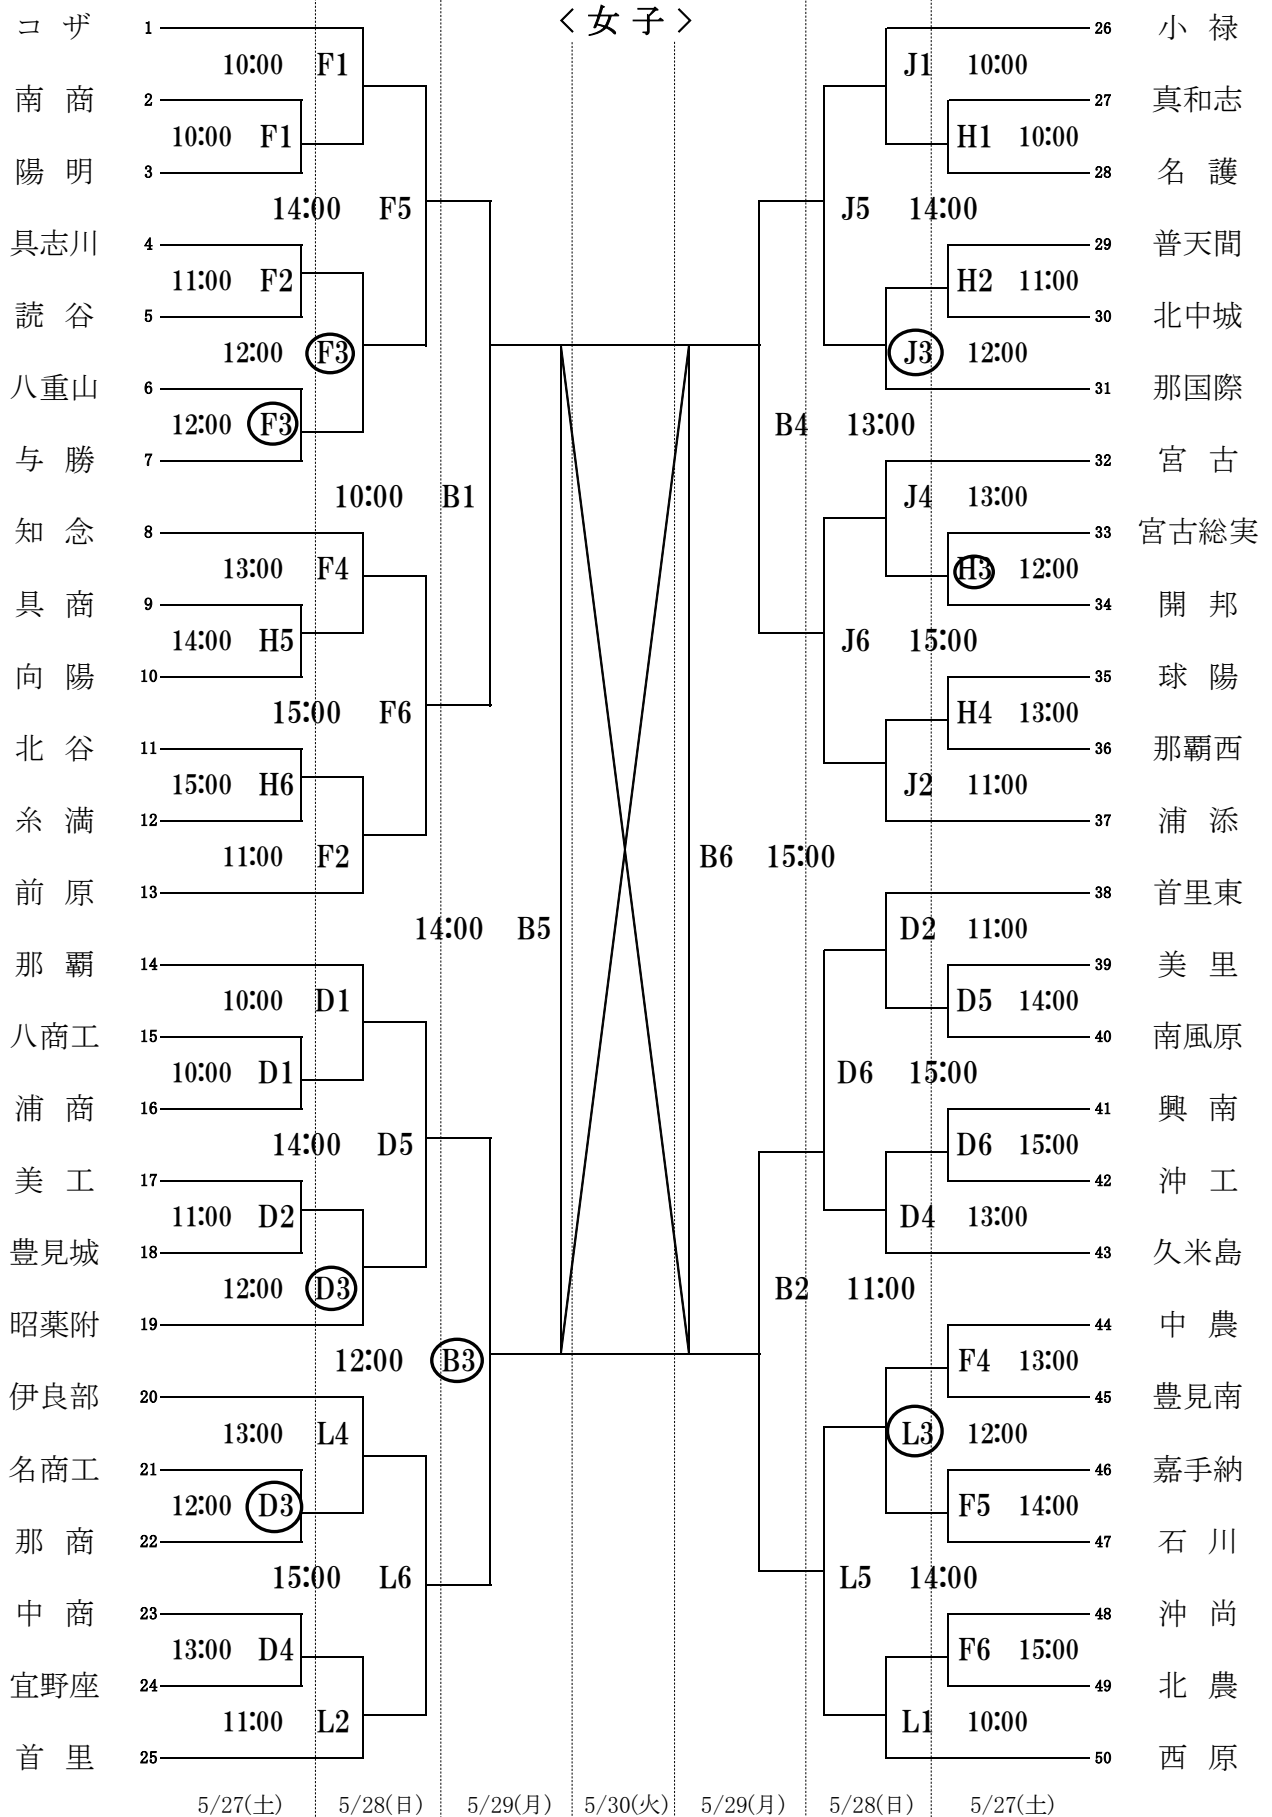 < 女 子 >
コ ザ 1 26 小 禄
10:00 F1 J1 10:00
南 商 2 27 真和志
10:00 F1 H1 10:00
陽 明 3 28 名 護
14:00 F5 J5 14:00
具志川 4 29 普天間
11:00 F2 H2 11:00
読 谷 5 30 北中城
12:00 F3 J3 12:00
八重山 6 31 那国際
12:00 F3 B4 13:00
与 勝 7 32 宮 古
10:00 B1 J4 13:00
知 念 8 33 宮古総実
13:00 F4 H3 12:00
具 商 9 34 開 邦
14:00 H5 J6 15:00
向 陽 10 35 球 陽
15:00 F6 H4 13:00
北 谷 11 36 那覇西
15:00 H6 J2 11:00
糸 満 12 37 浦 添
11:00 F2 B6 15:00
前 原 13 38 首里東
14:00 B5 D2 11:00
那 覇 14 39 美 里
10:00 D1 D5 14:00
八商工 15 40 南風原
10:00 D1 D6 15:00
浦 商 16 41 興 南
14:00 D5 D6 15:00
美 工 17 42 沖 工
11:00 D2 D4 13:00
豊見城 18 43 久米島
12:00 D3 B2 11:00
昭薬附 19 44 中 農
12:00 B3 F4 13:00
伊良部 20 45 豊見南
13:00 L4 L3 12:00
名商工 21 46 嘉手納
12:00 D3 F5 14:00
那 商 22 47 石 川
15:00 L6 L5 14:00
中 商 23 48 沖 尚
13:00 D4 F6 15:00
宜野座 24 49 北 農
11:00 L2 L1 10:00
首 里 25 50 西 原
5/27(土) 5/28(日) 5/29(月) 5/30(火) 5/29(月) 5/28(日) 5/27(土)